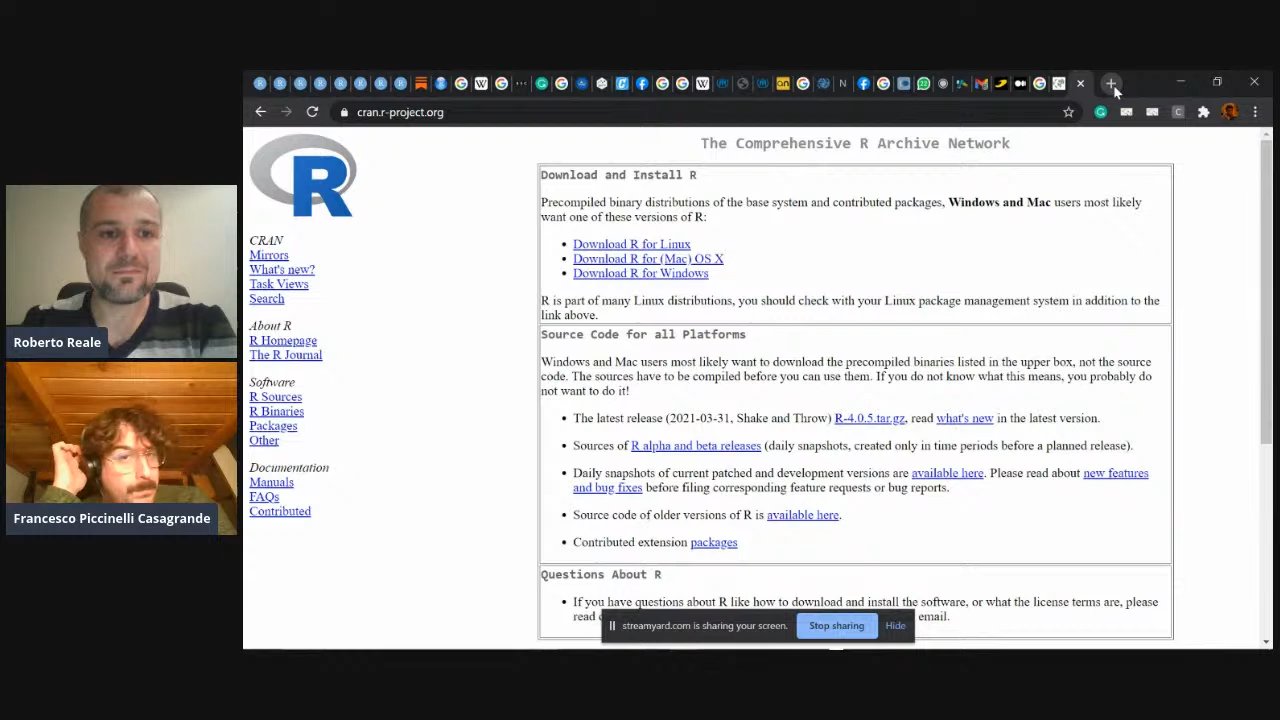 cran.r-project.org
The Comprehensive R Archive Network
R
CRAN
Mirrors
What's new?
Task Views
Search
About R
R Homepage
The R Journal
Software
R Sources
R Binaries
Packages
Other
Documentation
Manuals
FAQs
Contributed
Download and Install R
Precompiled binary distributions of the base system and contributed packages, Windows and Mac users most likely
want one of these versions of R:
• Download R for Linux
• Download R for (Mac) OS X
• Download R for Windows
R is part of many Linux distributions, you should check with your Linux package management system in addition to the
link above.
Source Code for all Platforms
Windows and Mac users most likely want to download the precompiled binaries listed in the upper box, not the source
code. The sources have to be compiled before you can use them. If you do not know what this means, you probably do
not want to do it!
• The latest release (2021-03-31, Shake and Throw) R-4.0.5.tar.gz, read what's new in the latest version.
• Sources of R alpha and beta releases (daily snapshots, created only in time periods before a planned release).
• Daily snapshots of current patched and development versions are available here. Please read about new features
and bug fixes before filing corresponding feature requests or bug reports.
• Source code of older versions of R is available here.
• Contributed extension packages
Questions About R
• If you have questions about R like how to download and install the software, or what the license terms are, please
read email.
streamyard.com is sharing your screen. Stop sharing Hide
Roberto Reale
Francesco Piccinelli Casagrande